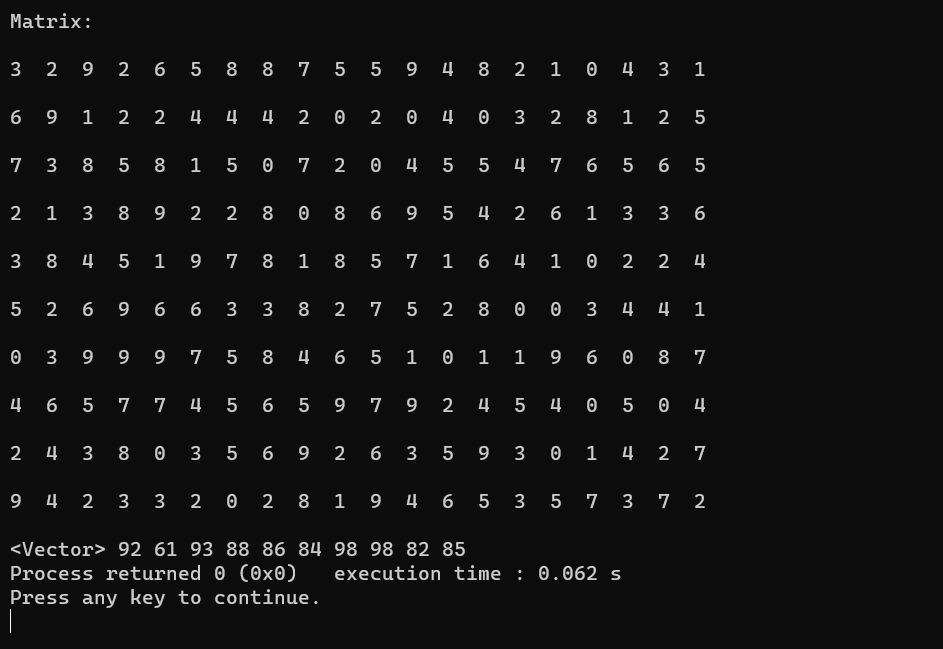 Matrix:
3 2 9 2 6 5 8 8 7 5 5 9 4 8 2 1 0 4 3 1
6 9 1 2 2 4 4 4 2 0 2 0 4 0 3 2 8 1 2 5
7 3 8 5 8 1 5 0 7 2 0 4 5 5 4 7 6 5 6 5
2 1 3 8 9 2 2 8 0 8 6 9 5 4 2 6 1 3 3 6
3 8 4 5 1 9 7 8 1 8 5 7 1 6 4 1 0 2 2 4
5 2 6 9 6 6 3 3 8 2 7 5 2 8 0 0 3 4 4 1
0 3 9 9 9 7 5 8 4 6 5 1 0 1 1 9 6 0 8 7
4 6 5 7 7 4 5 6 5 9 7 9 2 4 5 4 0 5 0 4
2 4 3 8 0 3 5 6 9 2 6 3 5 9 3 0 1 4 2 7
9 4 2 3 3 2 0 2 8 1 9 4 6 5 3 5 7 3 7 2
<Vector> 92 61 93 88 86 84 98 98 82 85
Process returned 0 (0x0)   execution time : 0.062 s
Press any key to continue.